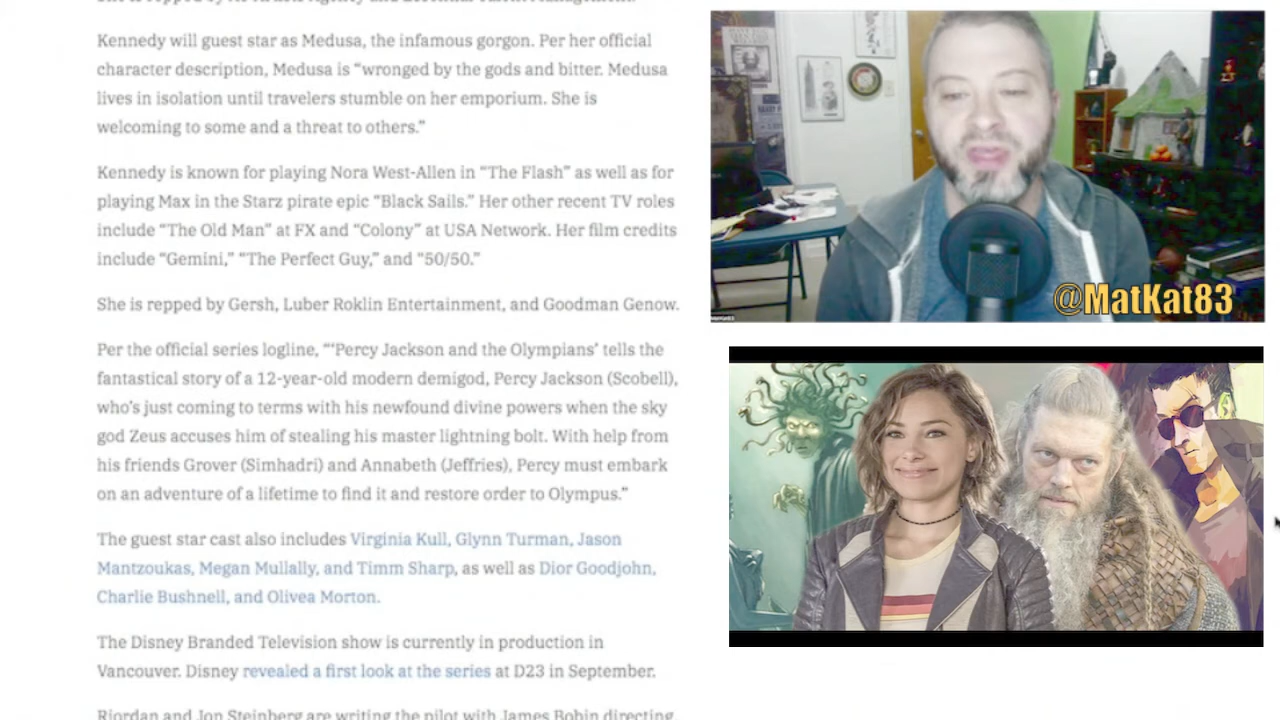 Kennedy will guest star as Medusa, the infamous gorgon. Per her official
character description, Medusa is “wronged by the gods and bitter. Medusa
lives in isolation until travelers stumble on her emporium. She is
welcoming to some and a threat to others.”
Kennedy is known for playing Nora West-Allen in “The Flash” as well as for
playing Max in the Starz pirate epic “Black Sails.” Her other recent TV roles
include “The Old Man” at FX and “Colony” at USA Network. Her film credits
include “Gemini,” “The Perfect Guy,” and “50/50.”
She is repped by Gersh, Luber Roklin Entertainment, and Goodman Genow.
Per the official series logline, “‘Percy Jackson and the Olympians’ tells the
fantastical story of a 12-year-old modern demigod, Percy Jackson (Scobell),
who’s just coming to terms with his newfound divine powers when the sky
god Zeus accuses him of stealing his master lightning bolt. With help from
his friends Grover (Simhadri) and Annabeth (Jeffries), Percy must embark
on an adventure of a lifetime to find it and restore order to Olympus.”
The guest star cast also includes Virginia Kull, Glynn Turman, Jason
Mantzoukas, Megan Mullally, and Timm Sharp, as well as Dior Goodjohn,
Charlie Bushnell, and Olivea Morton.
The Disney Branded Television show is currently in production in
Vancouver. Disney revealed a first look at the series at D23 in September.
Riordan and Jon Steinberg are writing the pilot with James Bobin directing.
@MatKat83